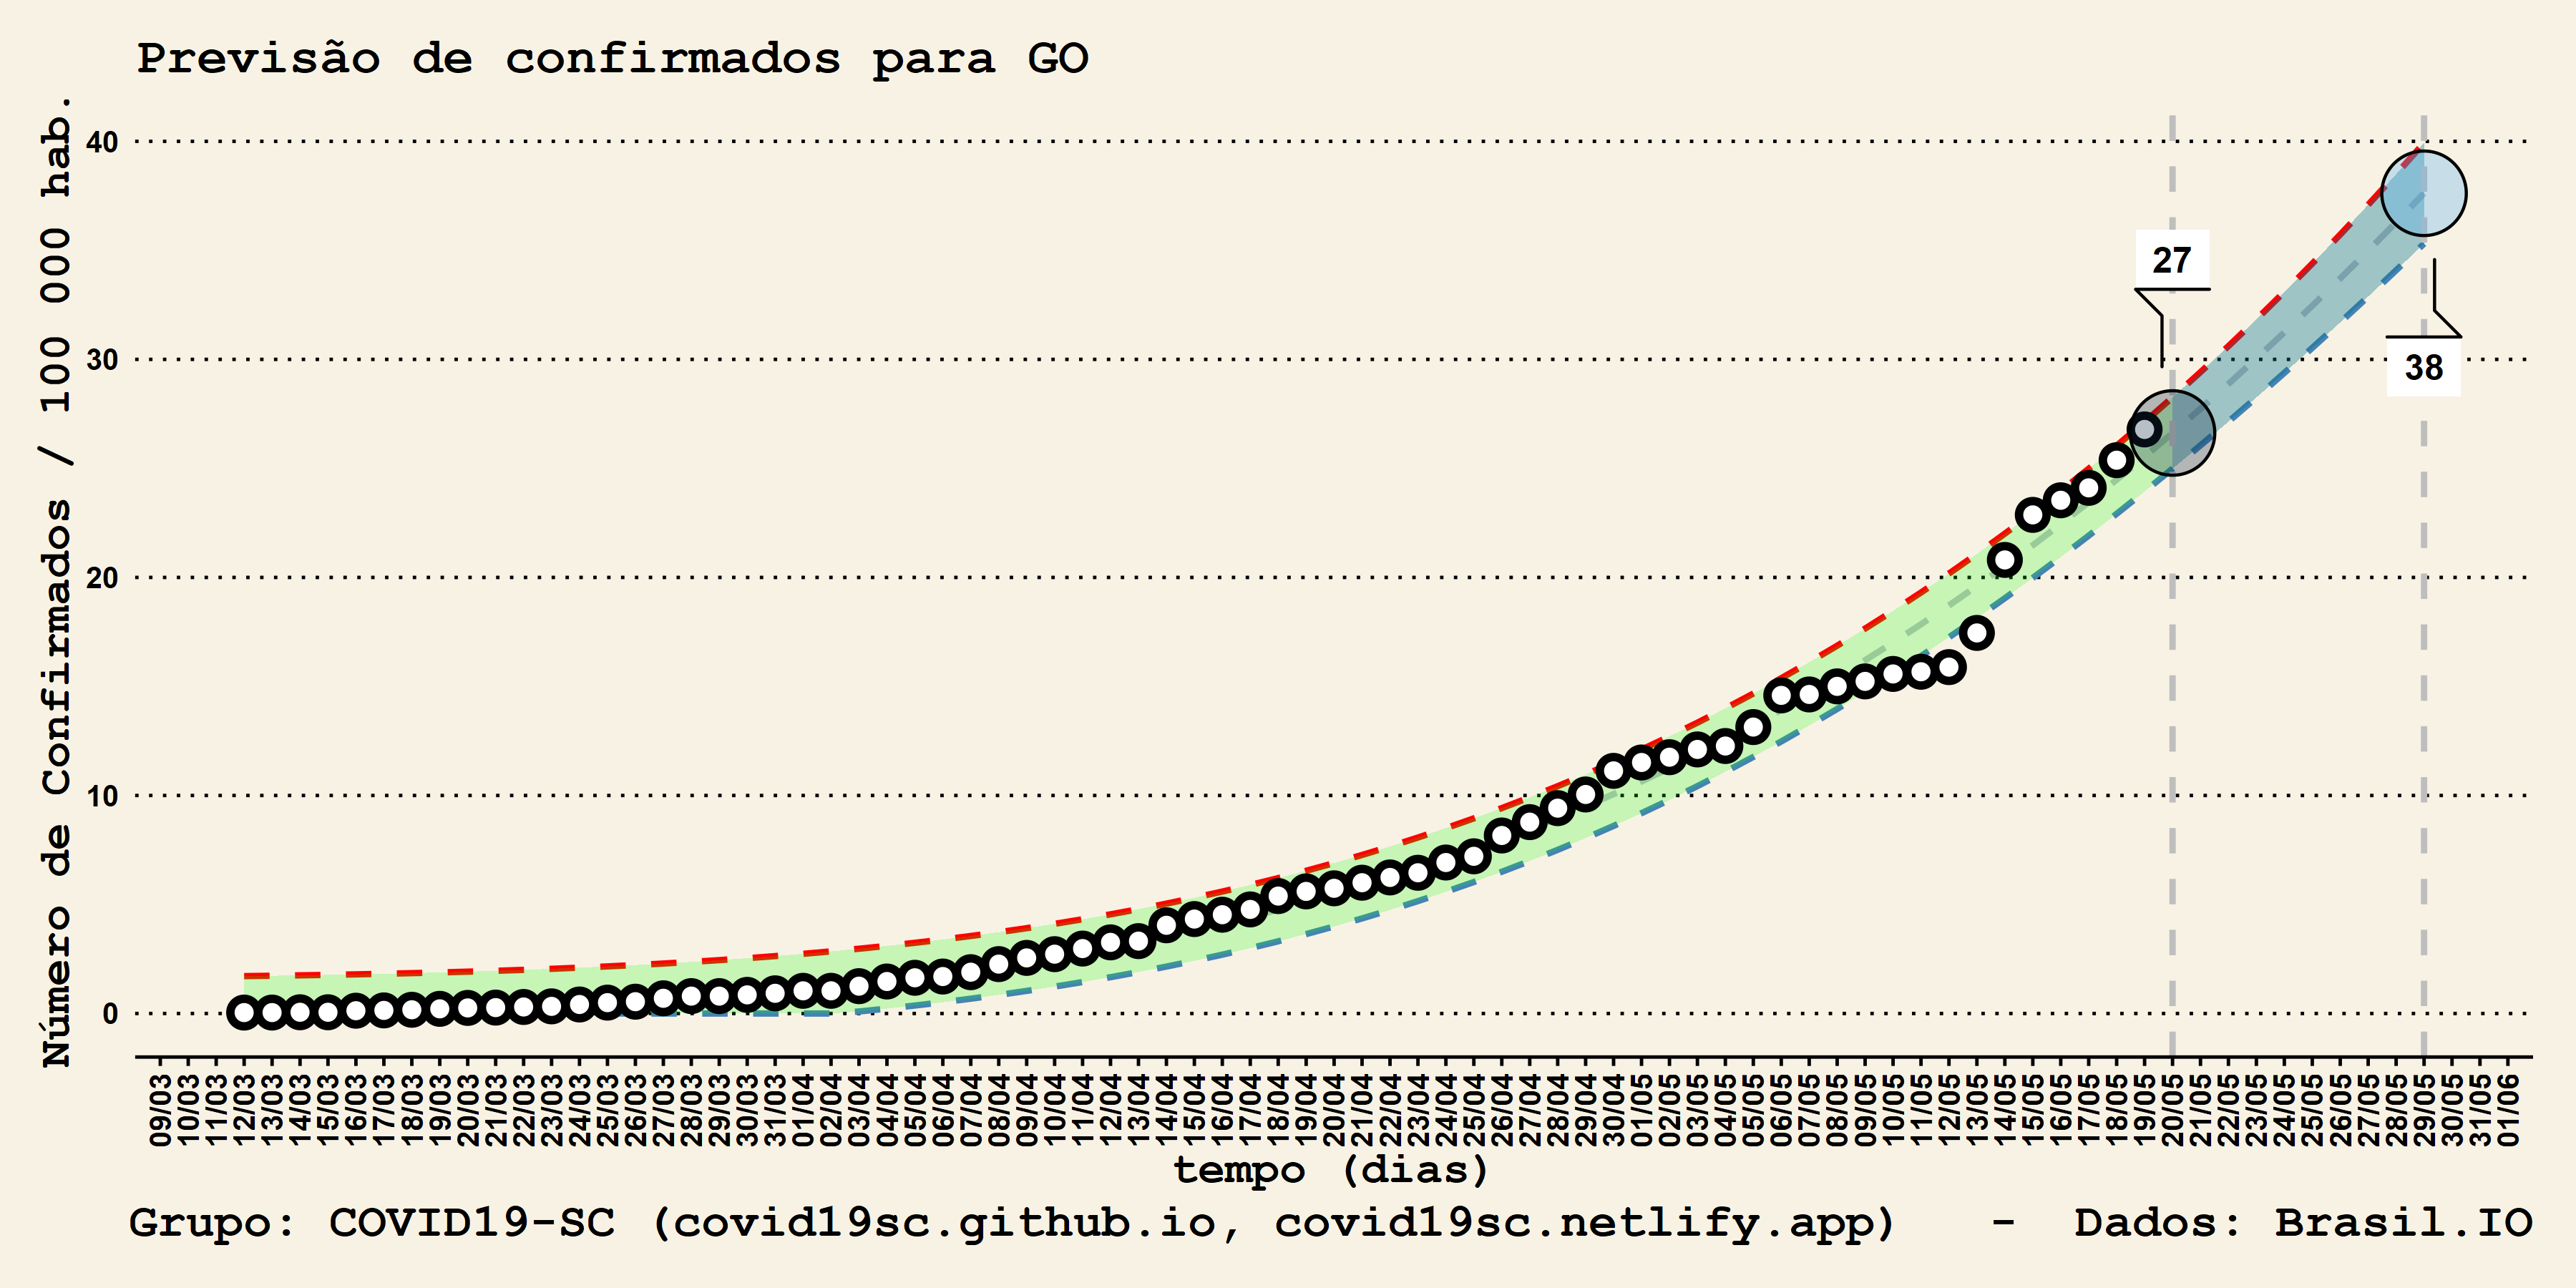 Previsão de confirmados para GO
Número de Confirmados / 100 000 hab.
40
30
20
10
0
27
38
09/03 10/03 11/03 12/03 13/03 14/03 15/03 16/03 17/03 18/03 19/03 20/03 21/03 22/03 23/03 24/03 25/03 26/03 27/03 28/03 29/03 30/03 31/03 01/04 02/04 03/04 04/04 05/04 06/04 07/04 08/04 09/04 10/04 11/04 12/04 13/04 14/04 15/04 16/04 17/04 18/04 19/04 20/04 21/04 22/04 23/04 24/04 25/04 26/04 27/04 28/04 29/04 30/04 01/05 02/05 03/05 04/05 05/05 06/05 07/05 08/05 09/05 10/05 11/05 12/05 13/05 14/05 15/05 16/05 17/05 18/05 19/05 20/05 21/05 22/05 23/05 24/05 25/05 26/05 27/05 28/05 29/05 30/05 31/05 01/06
tempo (dias)
Grupo: COVID19-SC (covid19sc.github.io, covid19sc.netlify.app) - Dados: Brasil.IO